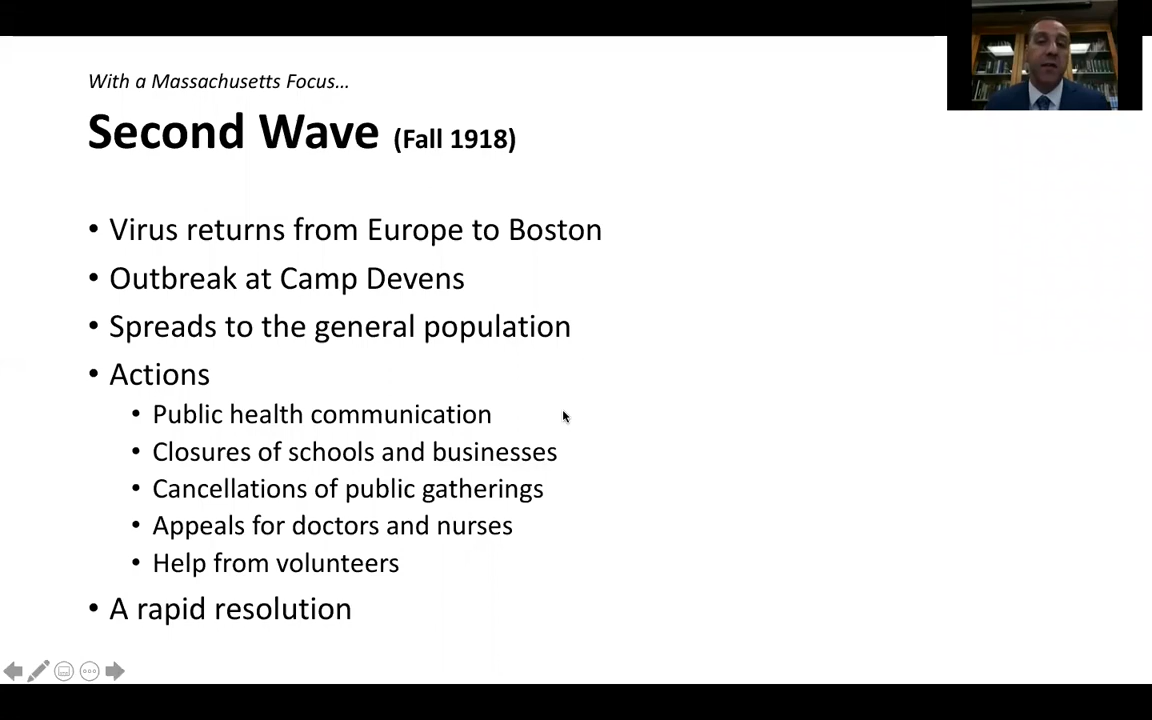 With a Massachusetts Focus...
Second Wave (Fall 1918)
• Virus returns from Europe to Boston
• Outbreak at Camp Devens
• Spreads to the general population
• Actions
• Public health communication
• Closures of schools and businesses
• Cancellations of public gatherings
• Appeals for doctors and nurses
• Help from volunteers
• A rapid resolution